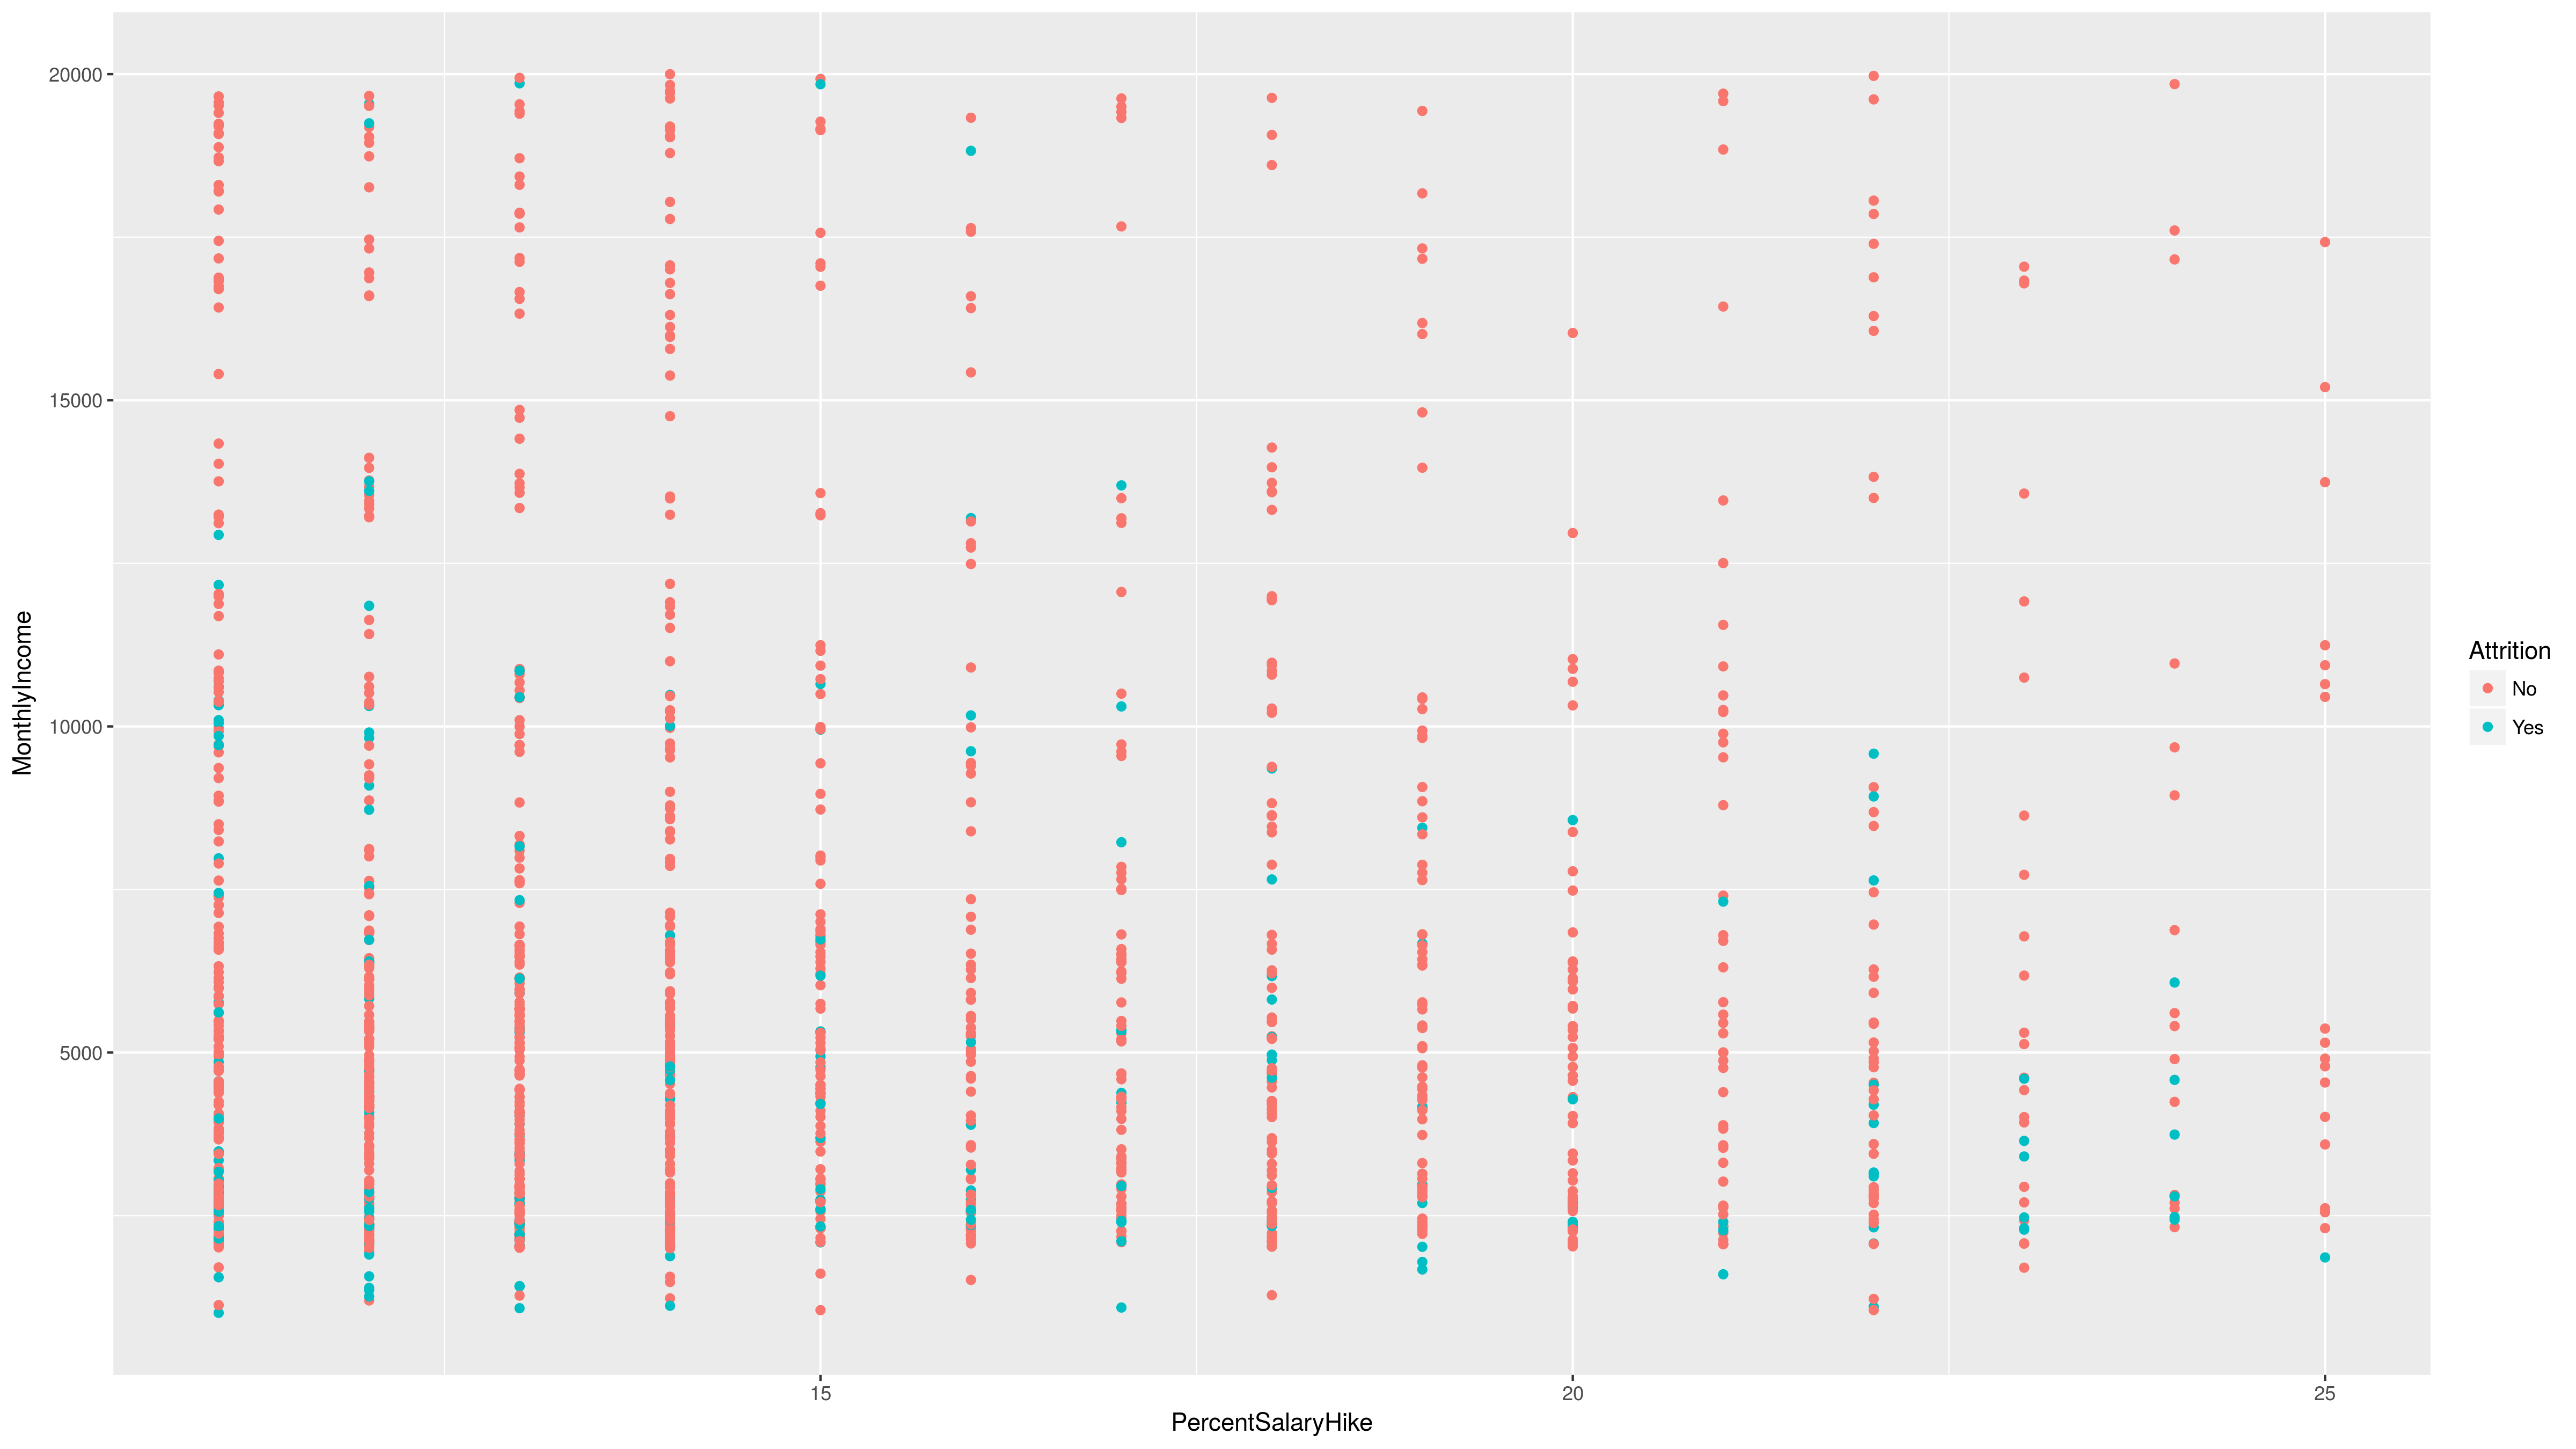 20000
15000
10000
5000
MonthlyIncome
15
20
25
PercentSalaryHike
Attrition
No
Yes